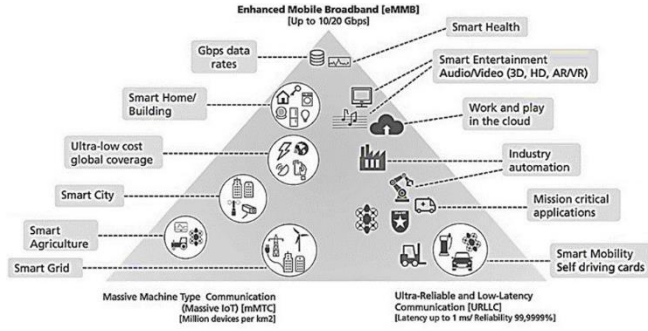 Enhanced Mobile Broadband [eMMB]
[Up to 10/20 Gbps]
Smart Health
Gbps data
rates
Smart Entertainment
Audio/Video (3D, HD, AR/VR)
Smart Home/
Building
Work and play
in the cloud
Ultra-low cost
global coverage
Industry
automation
Smart City
Mission critical
applications
Smart
Agriculture
Smart Mobility
Self driving cards
Smart Grid
Massive Machine Type Communication
(Massive IoT) [mMTC]
[Million devices per km2]
Ultra-Reliable and Low-Latency
Communication [URLLC]
[Latency up to 1 ms/ Reliability 99,9999%]